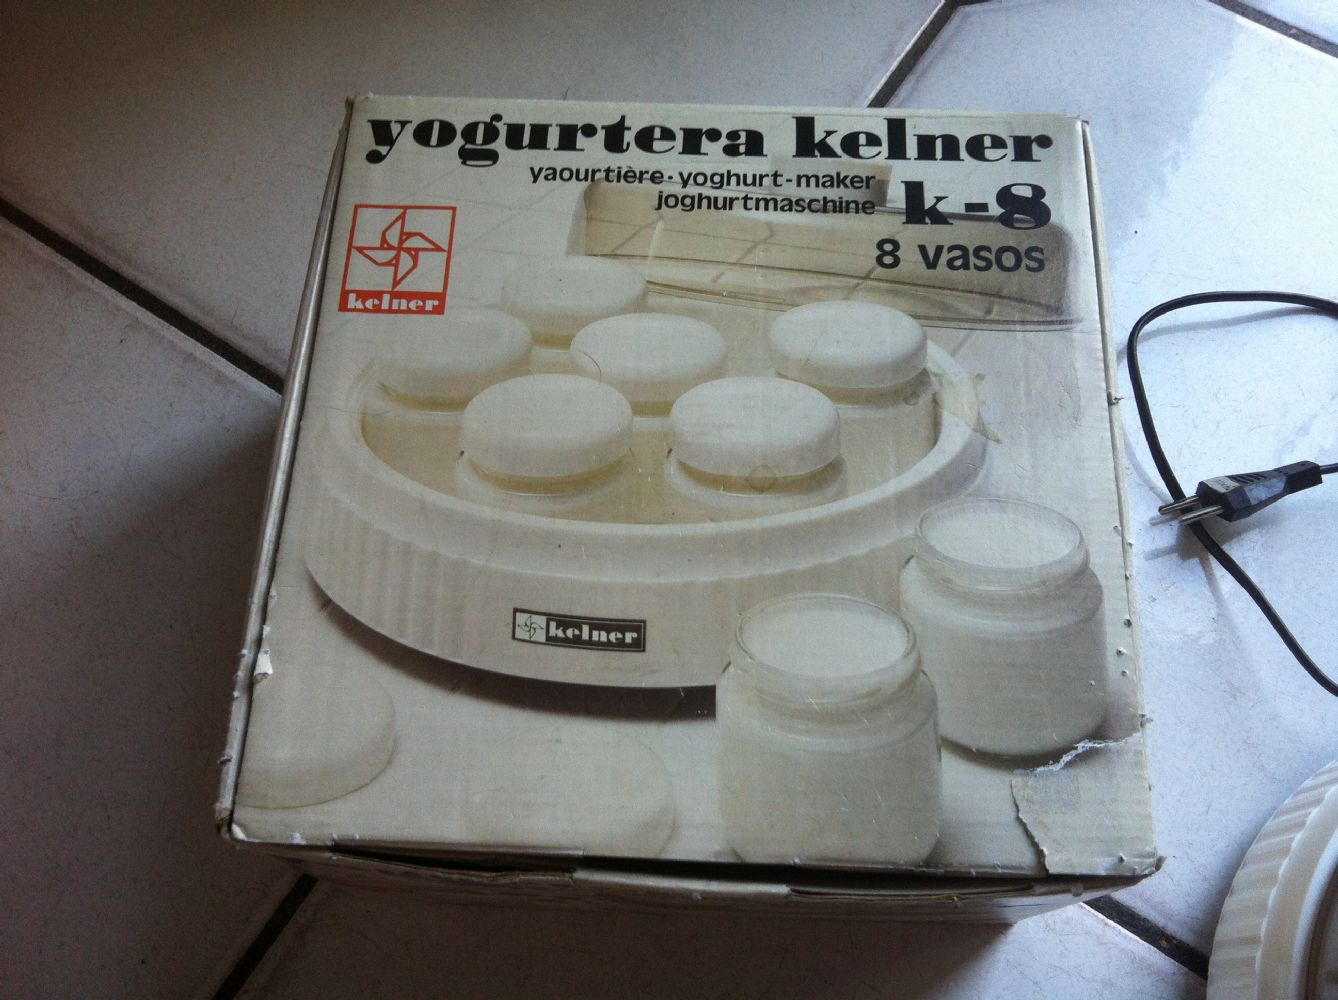 yogurtera kelner
yaourtière·yoghurt-maker
joghurtmaschine
k-8
8 vasos
kelner
kelner